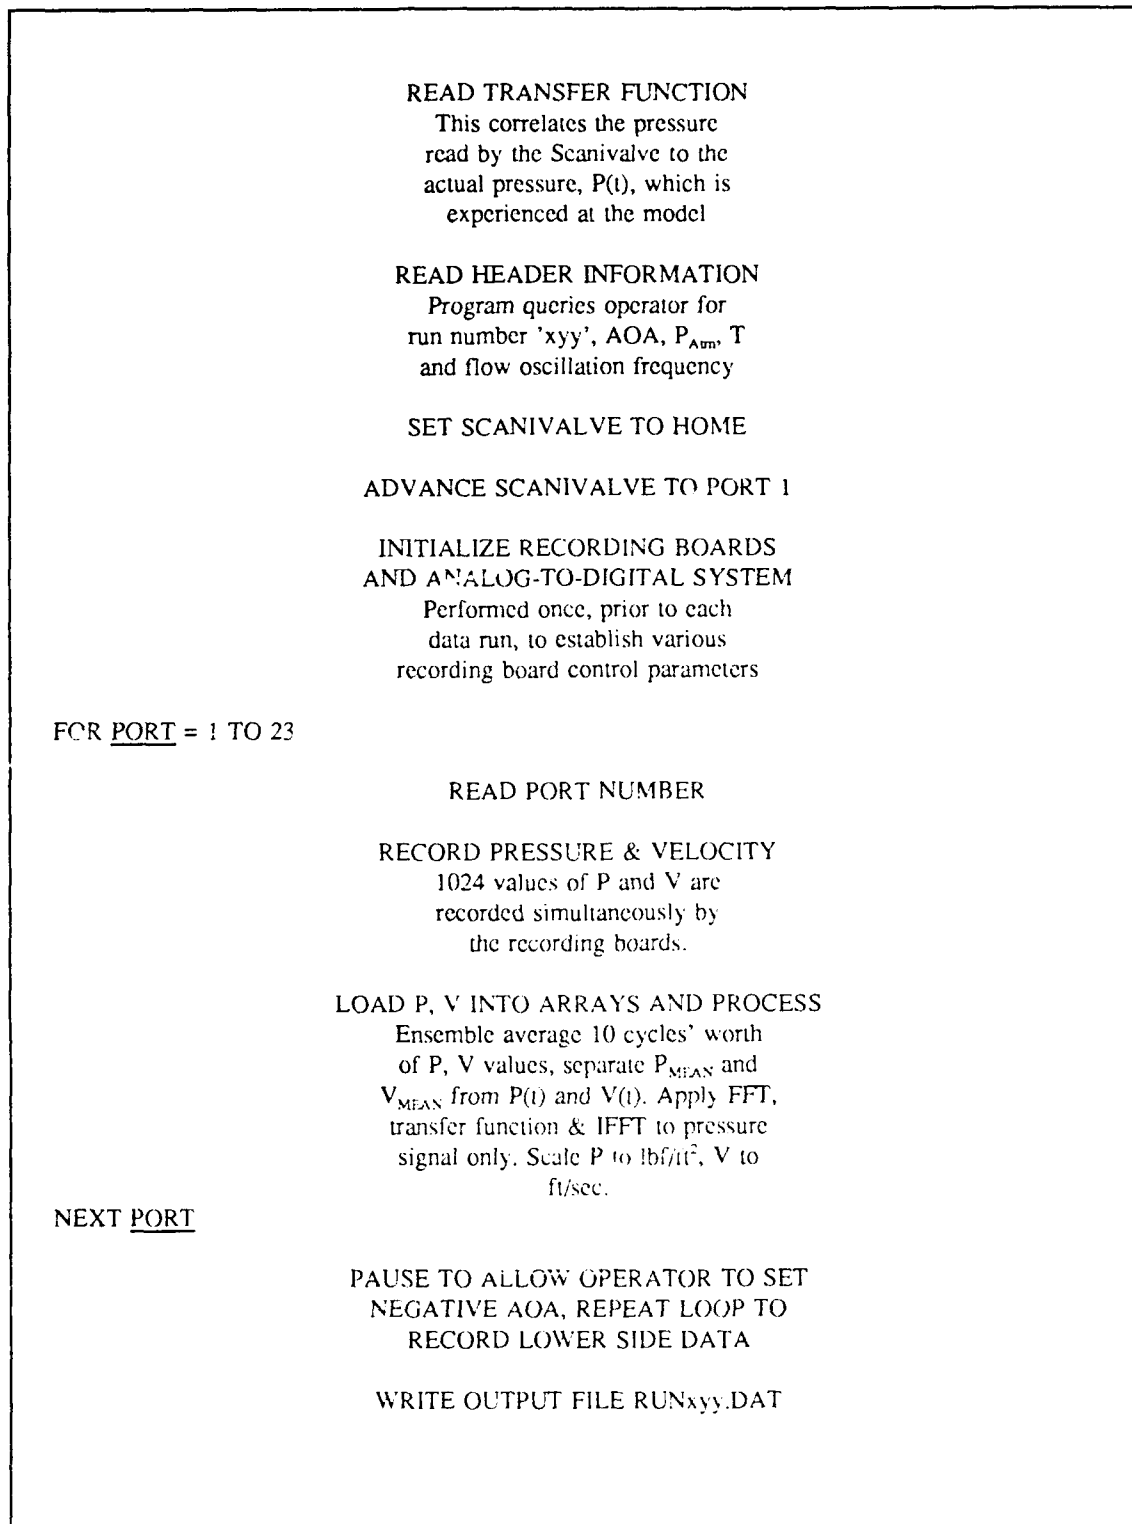 READ TRANSFER FUNCTION
This correlates the pressure
read by the Scanivalve to the
actual pressure, P(t), which is
experienced at the model
READ HEADER INFORMATION
Program queries operator for
run number 'xyy', AOA, P_Atm, T
and flow oscillation frequency
SET SCANIVALVE TO HOME
ADVANCE SCANIVALVE TO PORT 1
INITIALIZE RECORDING BOARDS
AND ANALOG-TO-DIGITAL SYSTEM
Performed once, prior to each
data run, to establish various
recording board control parameters
FOR PORT = 1 TO 23
READ PORT NUMBER
RECORD PRESSURE & VELOCITY
1024 values of P and V are
recorded simultaneously by
the recording boards.
LOAD P, V INTO ARRAYS AND PROCESS
Ensemble average 10 cycles' worth
of P, V values, separate P_MEAN and
V_MEAN from P(t) and V(t). Apply FFT,
transfer function & IFFT to pressure
signal only. Scale P to lbf/ft², V to
ft/sec.
NEXT PORT
PAUSE TO ALLOW OPERATOR TO SET
NEGATIVE AOA, REPEAT LOOP TO
RECORD LOWER SIDE DATA
WRITE OUTPUT FILE RUNxyy.DAT